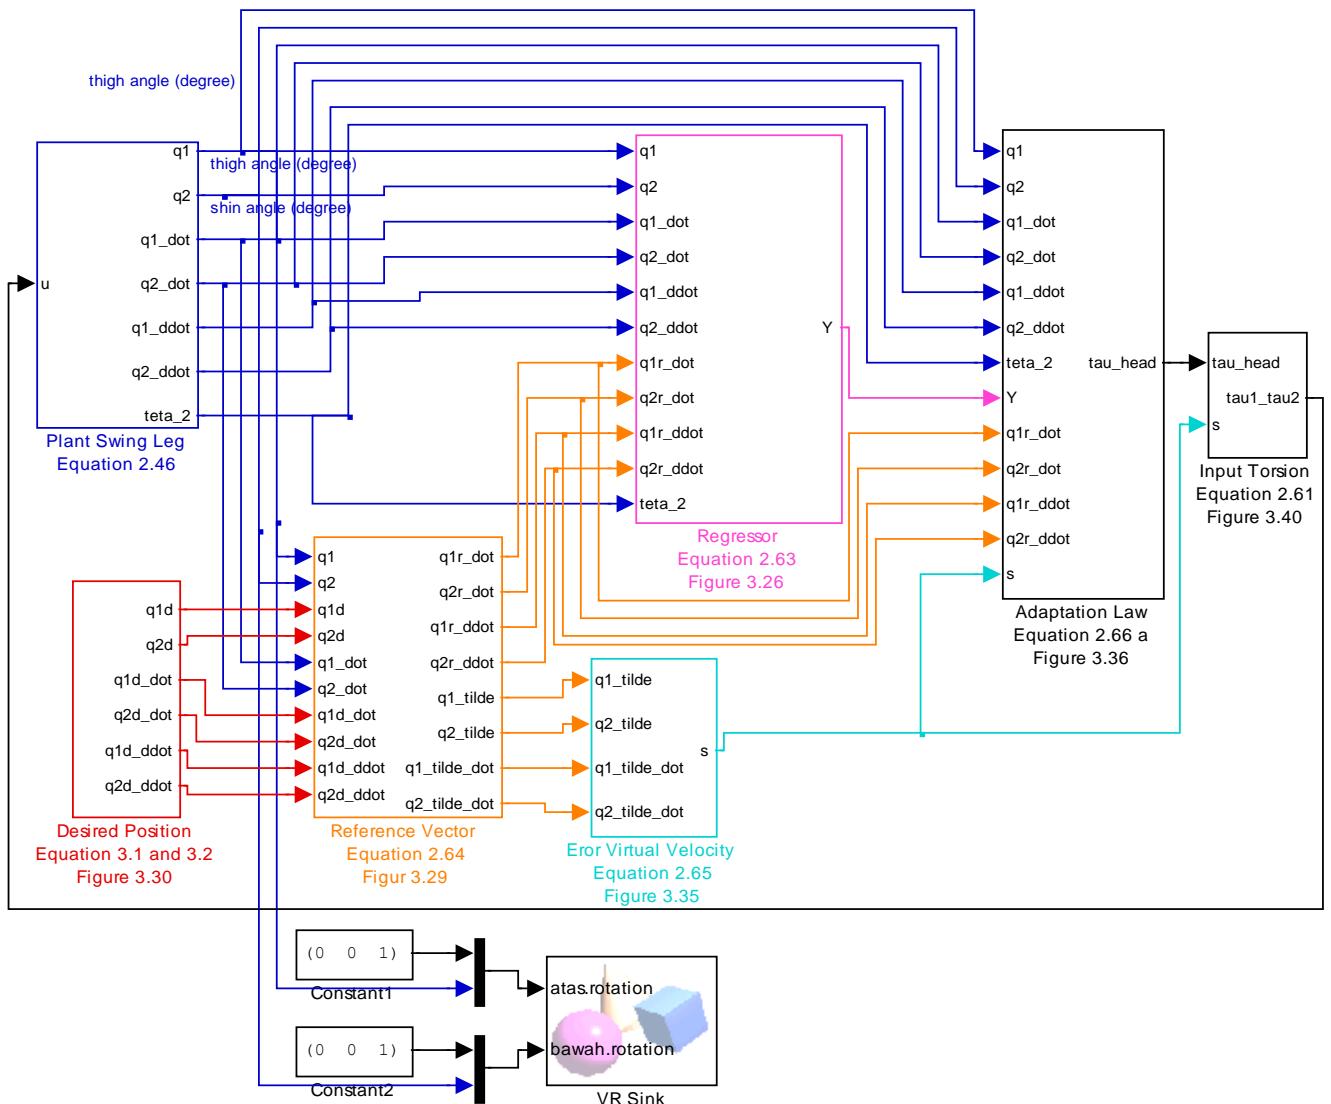 thigh angle (degree)
q1
q2
q1_dot
q2_dot
q1_ddot
q2_ddot
teta_2
u
Plant Swing Leg
Equation 2.46
thigh angle (degree)
shin angle (degree)
q1
q2
q1_dot
q2_dot
q1_ddot
q2_ddot
q1r_dot
q2r_dot
q1r_ddot
q2r_ddot
teta_2
Y
Regressor
Equation 2.63
Figure 3.26
q1
q2
q1_dot
q2_dot
q1_ddot
q2_ddot
teta_2
Y
q1r_dot
q2r_dot
q1r_ddot
q2r_ddot
s
tau_head
Adaptation Law
Equation 2.66 a
Figure 3.36
tau_head
tau1_tau2
s
Input Torsion
Equation 2.61
Figure 3.40
q1d
q2d
q1d_dot
q2d_dot
q1d_ddot
q2d_ddot
Desired Position
Equation 3.1 and 3.2
Figure 3.30
q1
q2
q1d
q2d
q1_dot
q2_dot
q1d_dot
q2d_dot
q1d_ddot
q2d_ddot
q1r_dot
q2r_dot
q1r_ddot
q2r_ddot
q1_tilde
q2_tilde
q1_tilde_dot
q2_tilde_dot
Reference Vector
Equation 2.64
Figur 3.29
q1_tilde
q2_tilde
q1_tilde_dot
q2_tilde_dot
s
Eror Virtual Velocity
Equation 2.65
Figure 3.35
(0 0 1)
Constant1
(0 0 1)
Constant2
atas.rotation
bawah.rotation
VR Sink